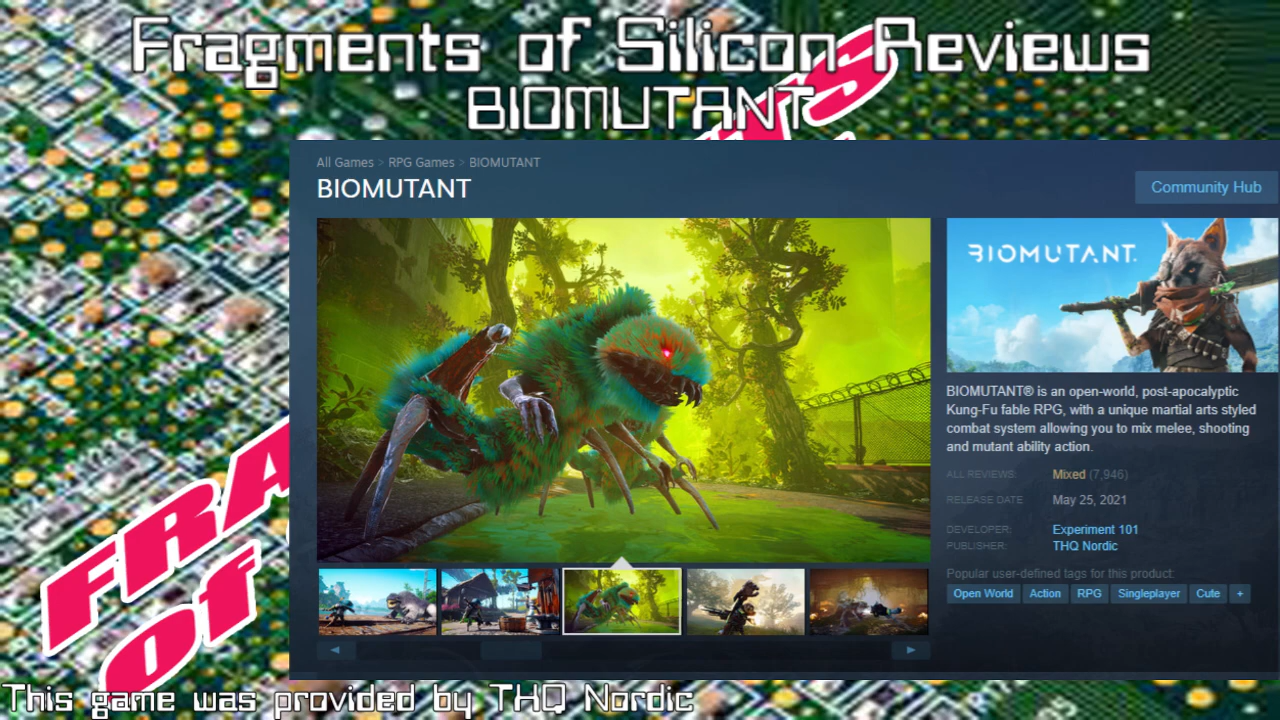 Fragments of Silicon Reviews
BIOMUTANT
NTS
All Games > RPG Games > BIOMUTANT
BIOMUTANT
Community Hub
BIOMUTANT
BIOMUTANT® is an open-world, post-apocalyptic
Kung-Fu fable RPG, with a unique martial arts styled
combat system allowing you to mix melee, shooting
and mutant ability action.
ALL REVIEWS: Mixed (7,946)
RELEASE DATE: May 25, 2021
DEVELOPER: Experiment 101
PUBLISHER: THQ Nordic
Popular user-defined tags for this product:
Open World Action RPG Singleplayer Cute +
FRA
Of
This game was provided by THQ Nordic